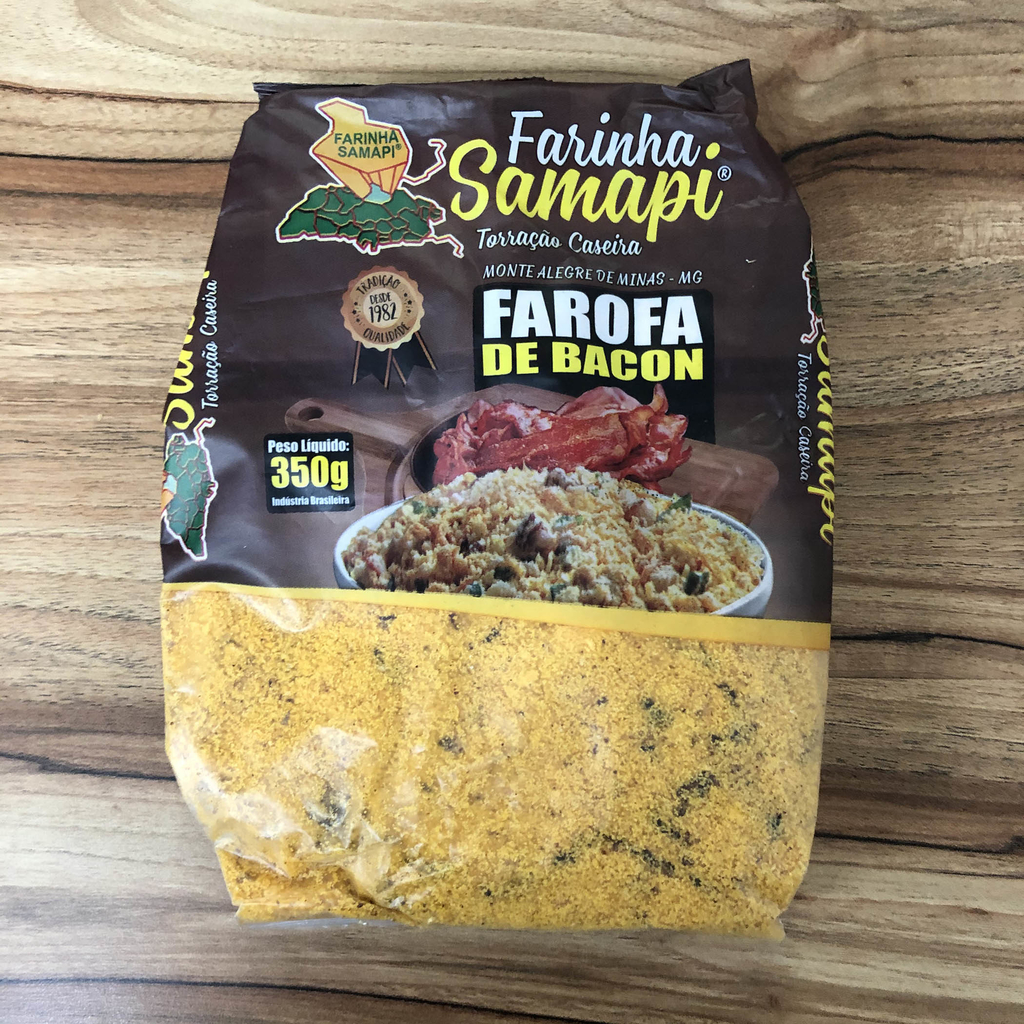 FARINHA
SAMAPI®
Farinha
Samapi®
Torração Caseira
MONTE ALEGRE DE MINAS - MG
TRADIÇÃO
DESDE
1982
QUALIDADE
FAROFA
DE BACON
Peso Líquido:
350g
Indústria Brasileira
Torração Caseira
Torração Caseira